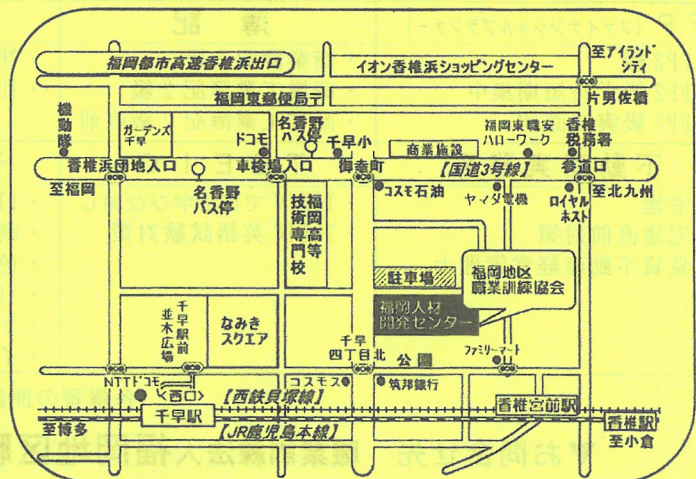 福岡都市高速香椎浜出口
イオン香椎浜ショッピングセンター
至アイランド
シティ
片男佐橋
福岡東郵便局〒
機動隊
ガーデンズ
千早
ドコモ
名香野
バス停
千早小
商業施設
福岡東職安
ハローワーク
香椎
税務署
香椎浜団地入口
車検場入口
御幸町
【国道3号線】
参道口
至福岡
名香野
バス停
コスモ石油
ヤマダ電機
ロイヤル
ホスト
至北九州
福岡高等
技術専門校
駐車場
福岡地区
職業訓練協会
福岡人材
開発センター
千早駅前
並木広場
なみき
スクエア
千早
四丁目北
公園
ファミリーマート
NTTドコモ
<西口>
【西鉄貝塚線】
コスモス
筑邦銀行
香椎宮前駅
千早駅
香椎駅
至博多
【JR鹿児島本線】
至小倉